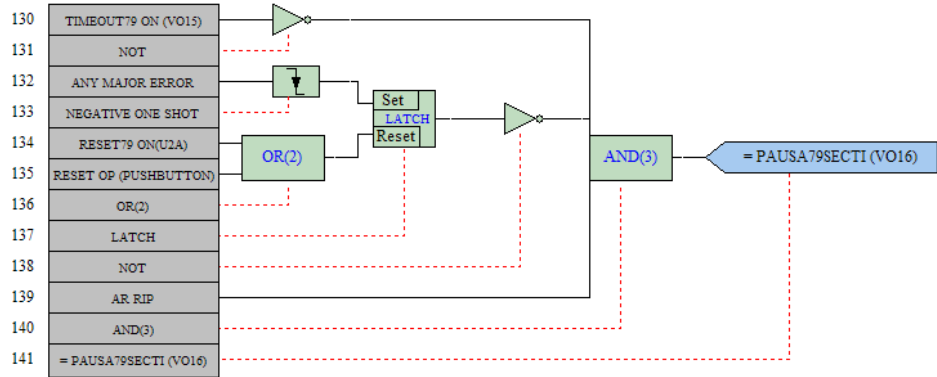 130 TIMEOUT79 ON (VO15)
131 NOT
132 ANY MAJOR ERROR
133 NEGATIVE ONE SHOT
134 RESET79 ON(U2A)
135 RESET OP (PUSHBUTTON)
136 OR(2)
137 LATCH
138 NOT
139 AR RIP
140 AND(3)
141 = PAUSA79SECTI (VO16)
OR(2)
Set
LATCH
Reset
AND(3)
= PAUSA79SECTI (VO16)